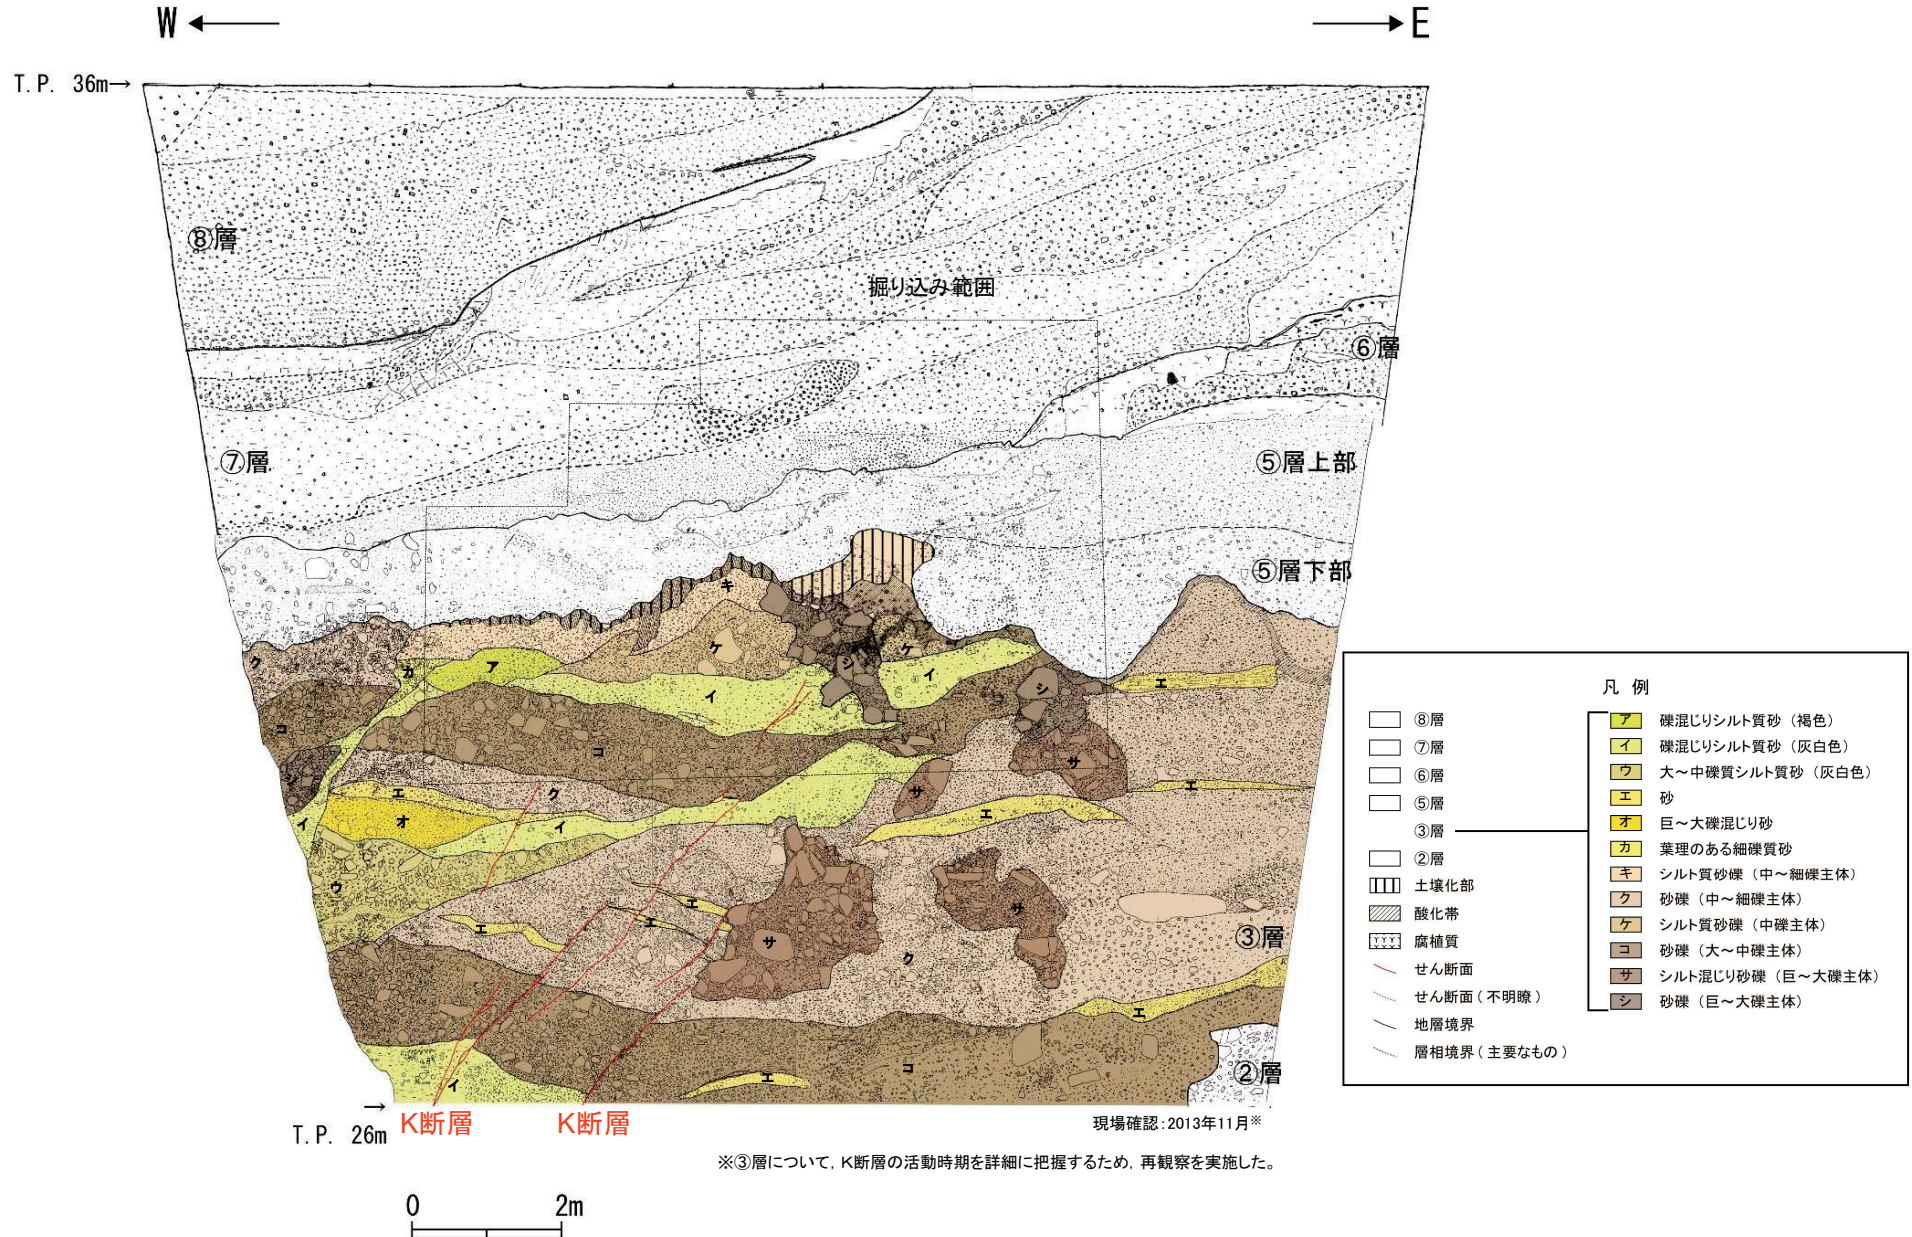 W
E
T.P. 36m→
⑧層
掘り込み範囲
⑥層
⑦層
⑤層上部
⑤層下部
キ
ク
カ
ア
ケ
シ
ケ
イ
イ
シ
エ
コ
コ
シ
サ
エ
ク
サ
エ
イ
オ
イ
エ
ウ
エ
エ
サ
サ
エ
③層
ク
エ
コ
②層
エ
イ
→
T.P. 26m
K断層
K断層
現場確認:2013年11月※
※③層について,K断層の活動時期を詳細に把握するため,再観察を実施した。
0
2m
凡 例
⑧層
⑦層
⑥層
⑤層
③層
②層
土壌化部
酸化帯
腐植質
せん断面
せん断面(不明瞭)
地層境界
層相境界(主要なもの)
ア 礫混じりシルト質砂(褐色)
イ 礫混じりシルト質砂(灰白色)
ウ 大~中礫質シルト質砂(灰白色)
エ 砂
オ 巨~大礫混じり砂
カ 葉理のある細礫質砂
キ シルト質砂礫(中~細礫主体)
ク 砂礫(中~細礫主体)
ケ シルト質砂礫(中礫主体)
コ 砂礫(大~中礫主体)
サ シルト混じり砂礫(巨~大礫主体)
シ 砂礫(巨~大礫主体)